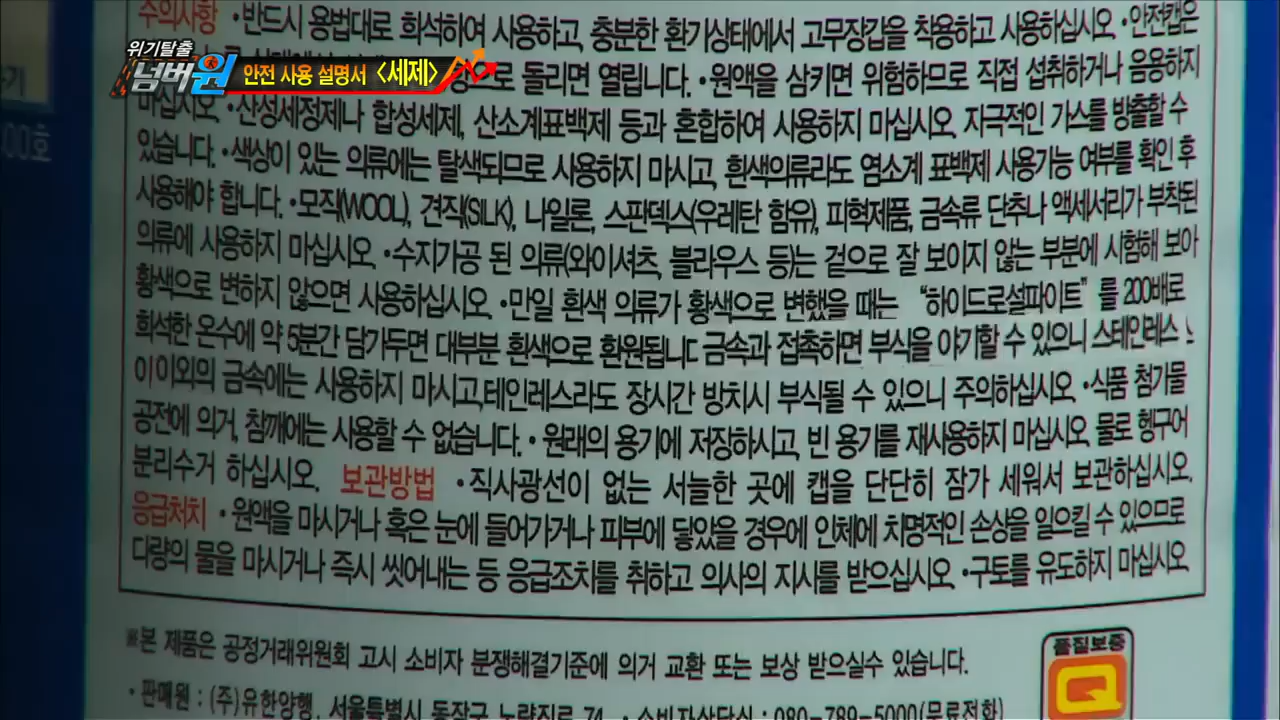 주의사항 •반드시 용법대로 희석하여 사용하고, 충분한 환기상태에서 고무장갑을 착용하고 사용하십시오. •안전캡은
위기탈출
넘버원 안전 사용 설명서 <세제>
로 돌리면 열립니다. •원액을 삼키면 위험하므로 직접 섭취하거나 음용하지
마십시오. •산성세정제나 합성세제, 산소계표백제 등과 혼합하여 사용하지 마십시오. 자극적인 가스를 방출할 수
00호
있습니다. •색상이 있는 의류에는 탈색되므로 사용하지 마시고, 흰색의류라도 염소계 표백제 사용가능 여부를 확인 후
사용해야 합니다. •모직(WOOL), 견직(SILK), 나일론, 스판덱스(우레탄 함유), 피혁제품, 금속류 단추나 액세서리가 부착된
의류에 사용하지 마십시오. •수지가공 된 의류(와이셔츠, 블라우스 등)는 겉으로 잘 보이지 않는 부분에 시험해 보아
황색으로 변하지 않으면 사용하십시오. •만일 흰색 의류가 황색으로 변했을 때는 “하이드로설파이트”를 200배로
희석한 온수에 약 5분간 담가두면 대부분 흰색으로 환원됩니다 금속과 접촉하면 부식을 야기할 수 있으니 스테인레스
이외의 금속에는 사용하지 마시고,테인레스라도 장시간 방치시 부식될 수 있으니 주의하십시오. •식품 첨가물
공전에 의거, 참깨에는 사용할 수 없습니다. •원래의 용기에 저장하시고, 빈 용기를 재사용하지 마십시오. 물로 헹구어
분리수거 하십시오. 보관방법 •직사광선이 없는 서늘한 곳에 캡을 단단히 잠가 세워서 보관하십시오.
응급처치 •원액을 마시거나 혹은 눈에 들어가거나 피부에 닿았을 경우에 인체에 치명적인 손상을 일으킬 수 있으므로
다량의 물을 마시거나 즉시 씻어내는 등 응급조치를 취하고 의사의 지시를 받으십시오. •구토를 유도하지 마십시오.
※본 제품은 공정거래위원회 고시 소비자 분쟁해결기준에 의거 교환 또는 보상 받으실수 있습니다.
품질보증
Q
•판매원 : (주)유한양행, 서울특별시 동작구 노량진로 74 •소비자상담실 : 080-789-5000(무료전화)